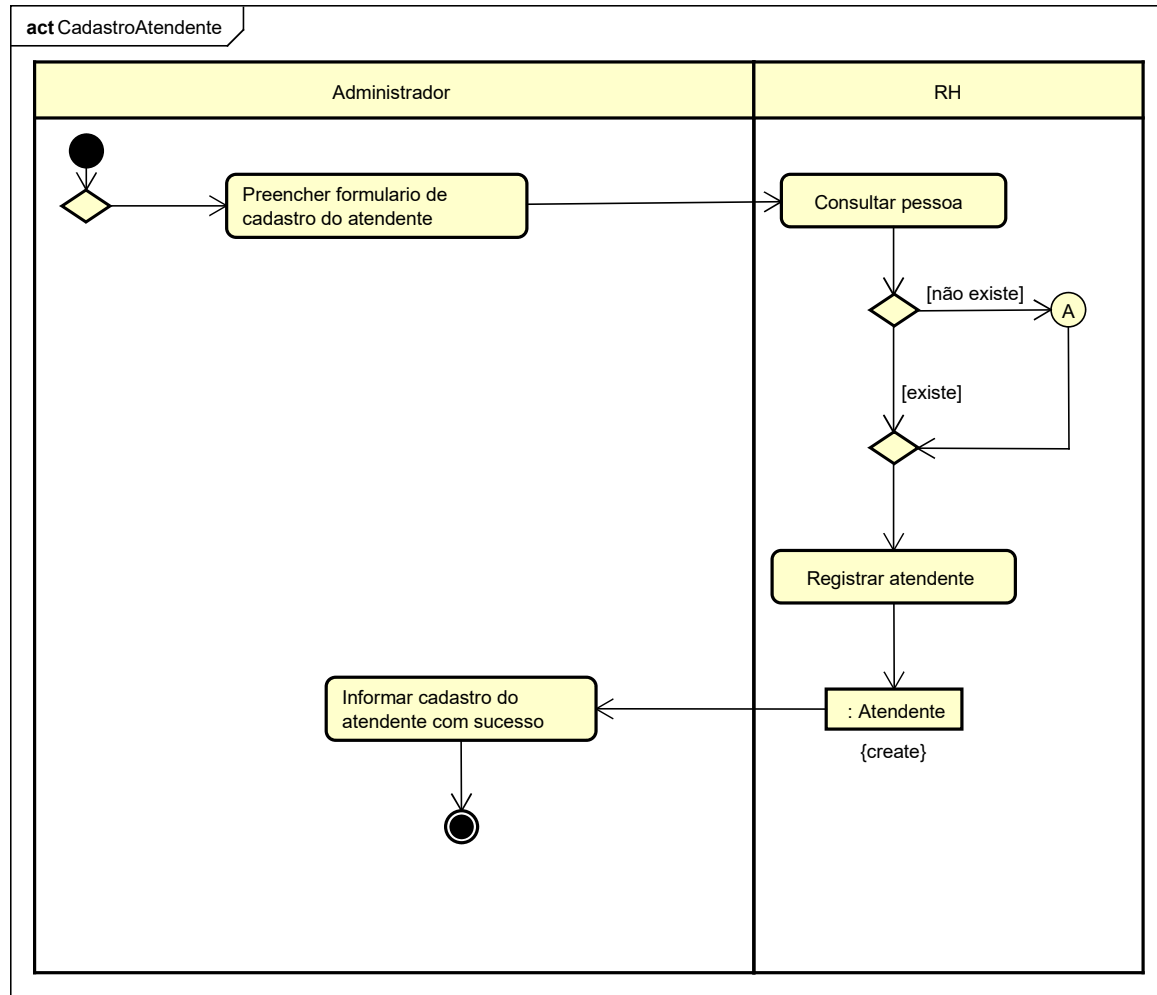 act CadastroAtendente
Administrador
RH
Preencher formulario de
cadastro do atendente
Consultar pessoa
[não existe]
A
[existe]
Registrar atendente
Informar cadastro do
atendente com sucesso
: Atendente
{create}